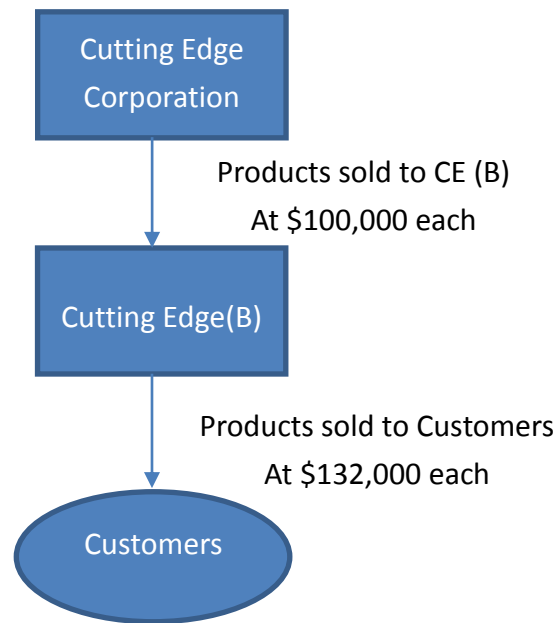 Cutting Edge
Corporation
Products sold to CE (B)
At $100,000 each
Cutting Edge(B)
Products sold to Customers
At $132,000 each
Customers